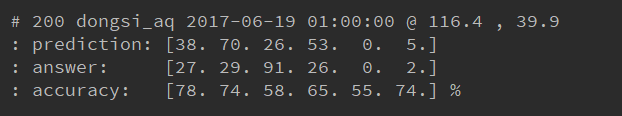 # 200 dongsi_aq 2017-06-19 01:00:00 @ 116.4 , 39.9
: prediction: [38. 70. 26. 53.  0.  5.]
: answer:     [27. 29. 91. 26.  0.  2.]
: accuracy:   [78. 74. 58. 65. 55. 74.] %